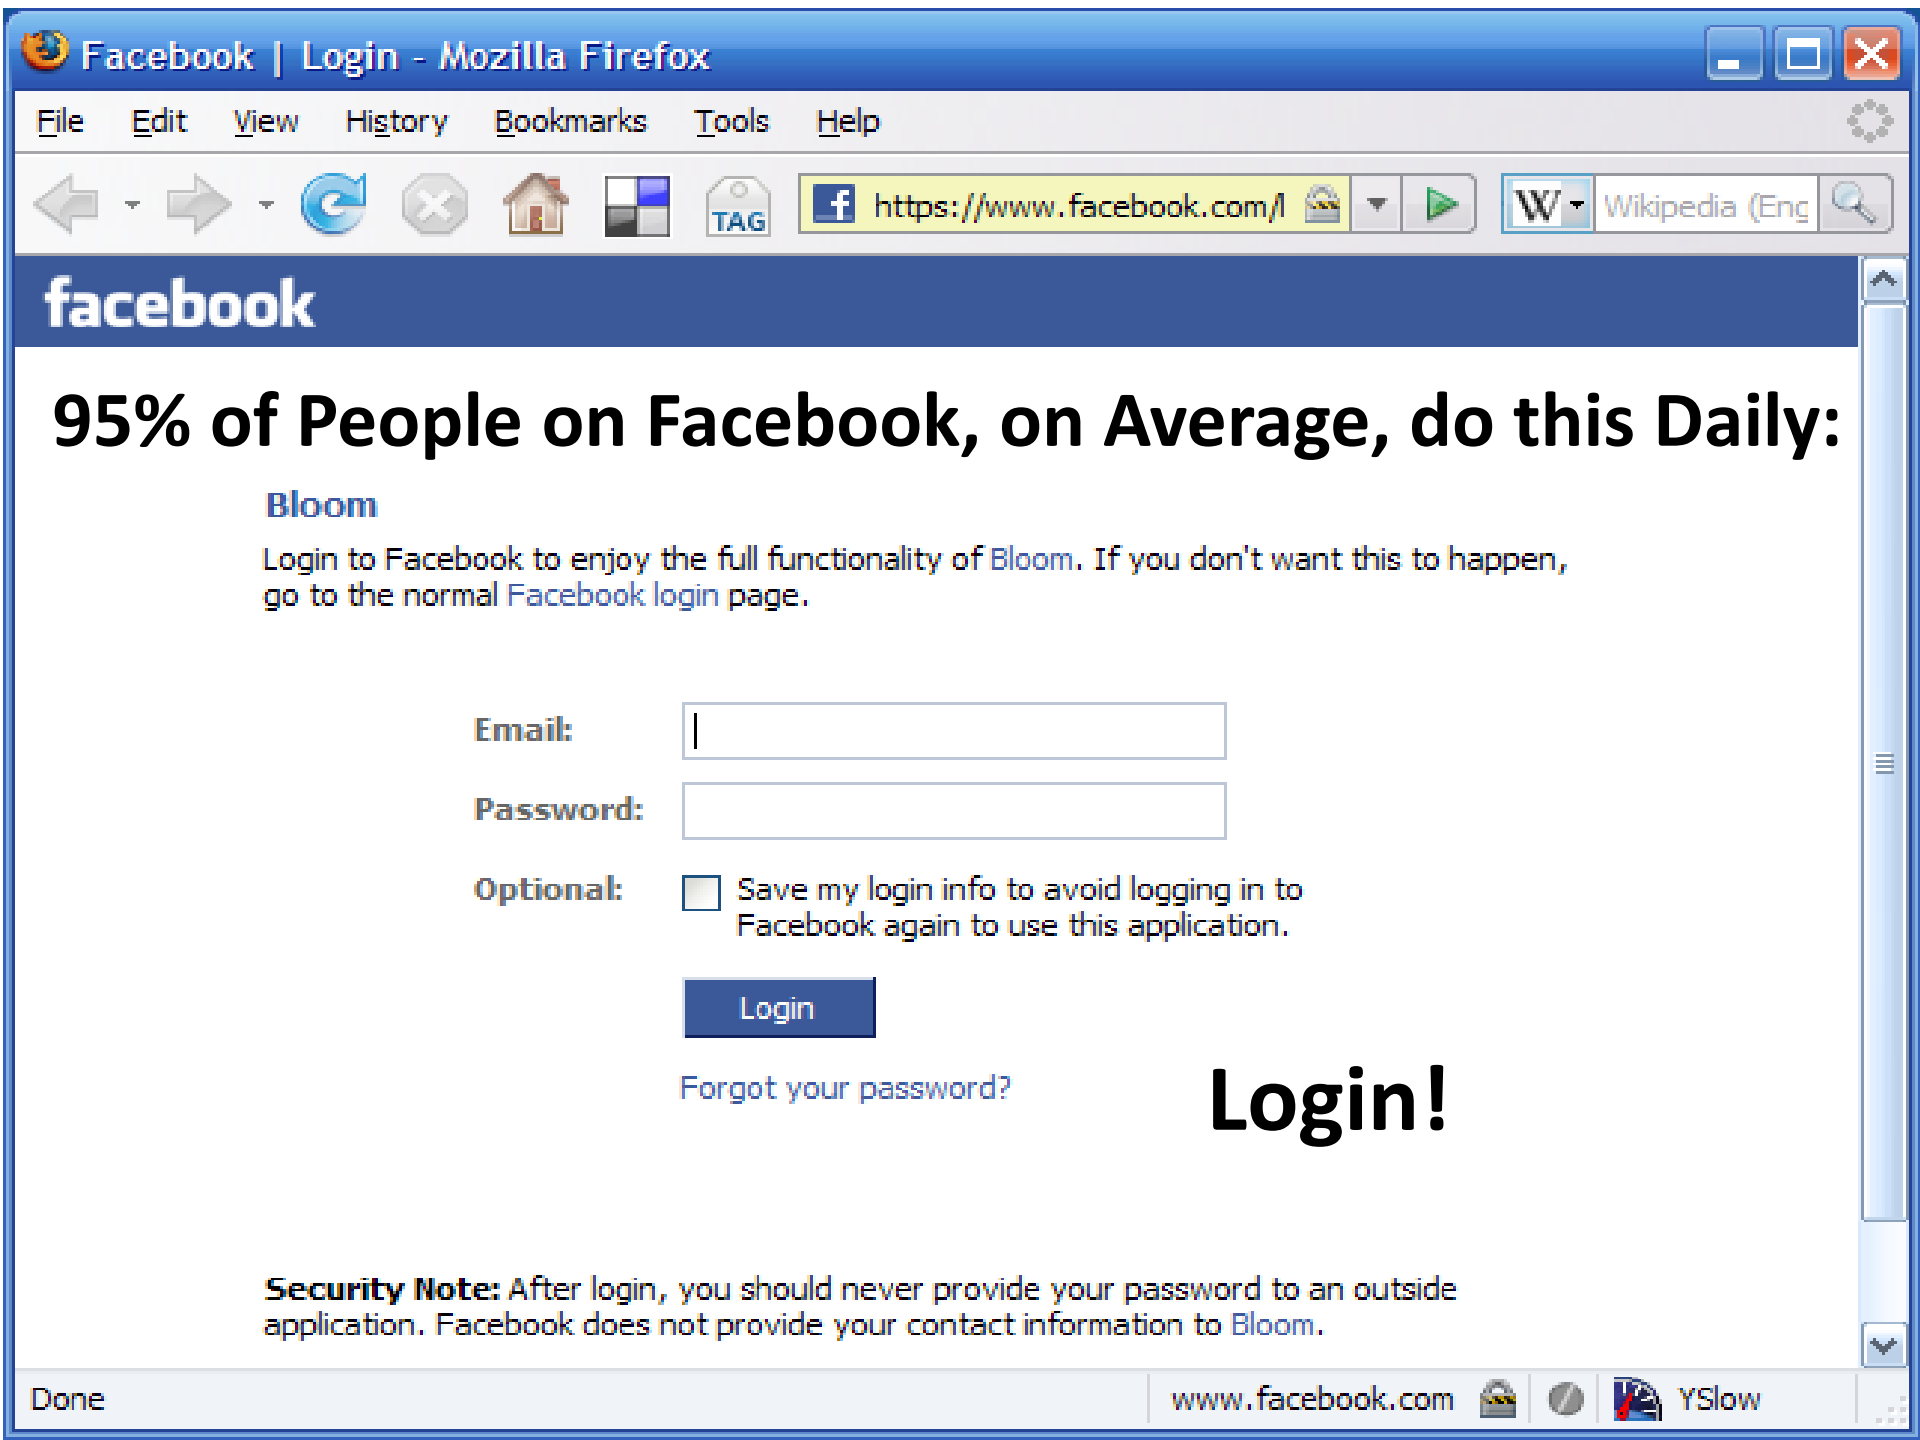 Facebook | Login - Mozilla Firefox
File Edit View History Bookmarks Tools Help
TAG https://www.facebook.com/l W Wikipedia (Eng
facebook
95% of People on Facebook, on Average, do this Daily:
Bloom
Login to Facebook to enjoy the full functionality of Bloom. If you don't want this to happen,
go to the normal Facebook login page.
Email:
Password:
Optional: Save my login info to avoid logging in to
Facebook again to use this application.
Login
Forgot your password?
Login!
Security Note: After login, you should never provide your password to an outside
application. Facebook does not provide your contact information to Bloom.
Done www.facebook.com YSlow